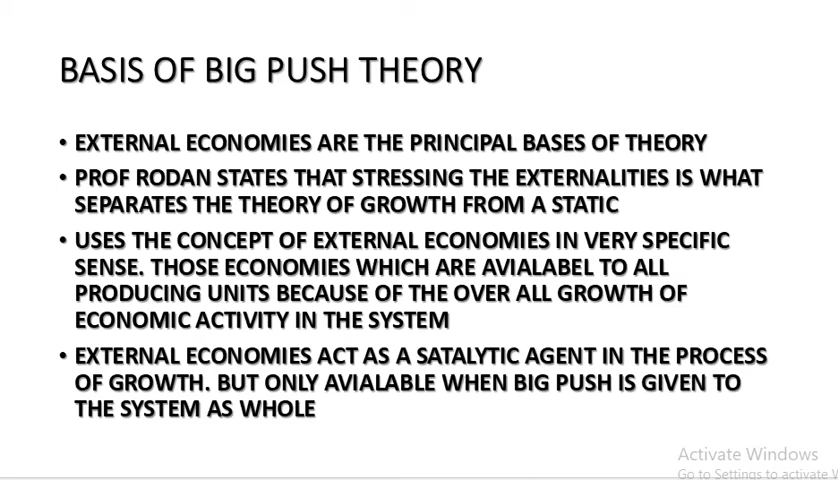 BASIS OF BIG PUSH THEORY
• EXTERNAL ECONOMIES ARE THE PRINCIPAL BASES OF THEORY
• PROF RODAN STATES THAT STRESSING THE EXTERNALITIES IS WHAT
SEPARATES THE THEORY OF GROWTH FROM A STATIC
• USES THE CONCEPT OF EXTERNAL ECONOMIES IN VERY SPECIFIC
SENSE. THOSE ECONOMIES WHICH ARE AVIALABEL TO ALL
PRODUCING UNITS BECAUSE OF THE OVER ALL GROWTH OF
ECONOMIC ACTIVITY IN THE SYSTEM
• EXTERNAL ECONOMIES ACT AS A SATALYTIC AGENT IN THE PROCESS
OF GROWTH. BUT ONLY AVIALABLE WHEN BIG PUSH IS GIVEN TO
THE SYSTEM AS WHOLE
Activate Windows
Go to Settings to activate W